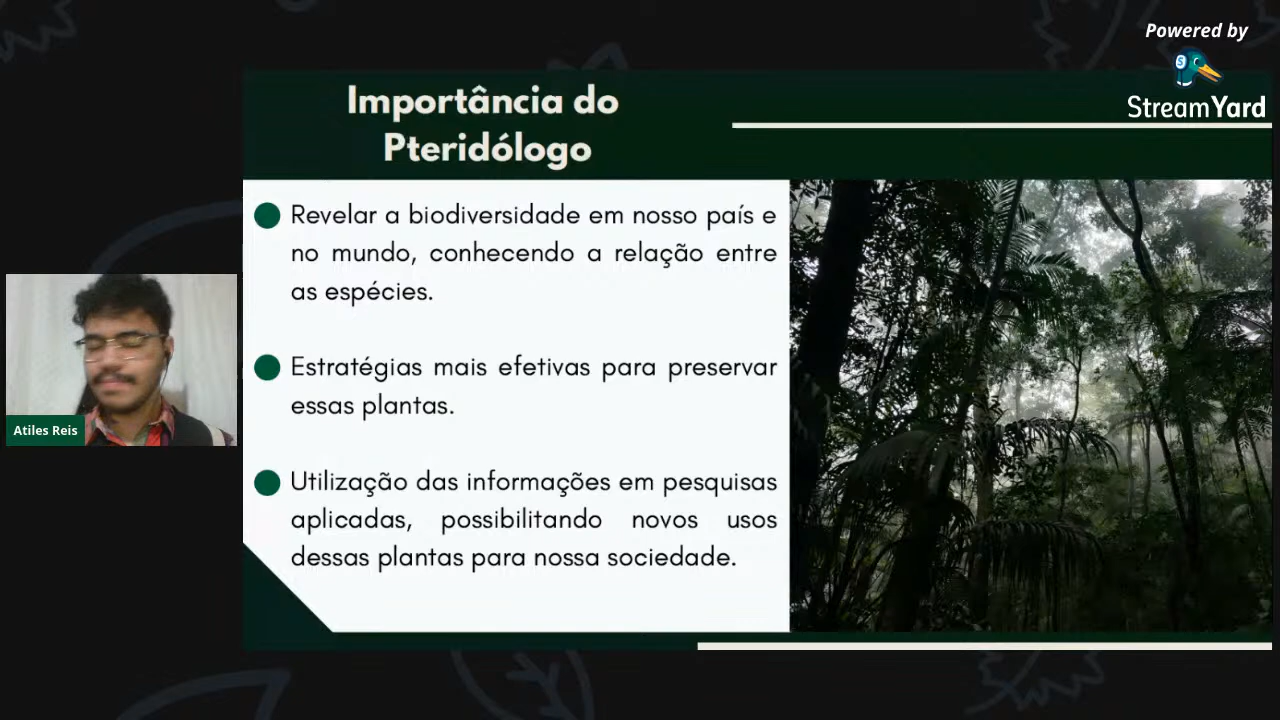 Powered by
StreamYard
Importância do
Pteridólogo
Revelar a biodiversidade em nosso país e
no mundo, conhecendo a relação entre
as espécies.
Estratégias mais efetivas para preservar
essas plantas.
Utilização das informações em pesquisas
aplicadas, possibilitando novos usos
dessas plantas para nossa sociedade.
Atiles Reis